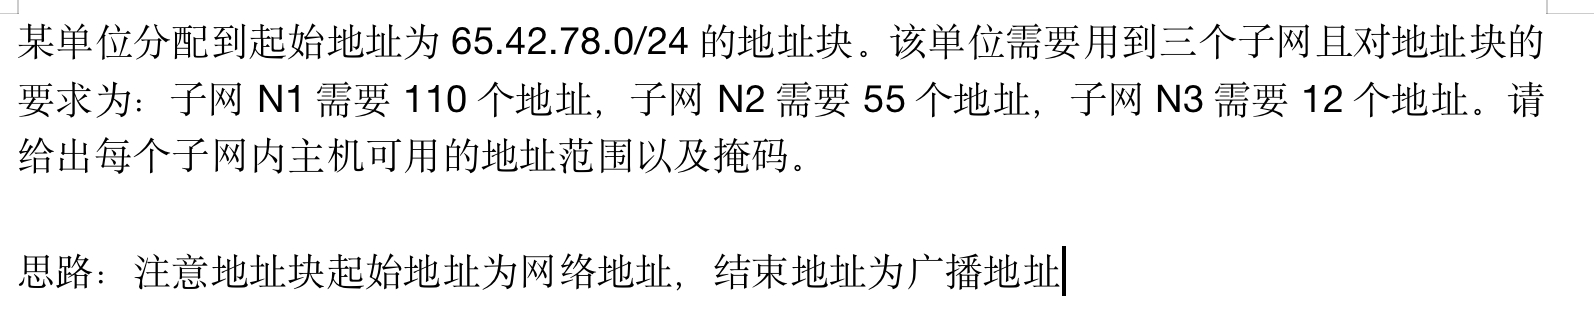 某单位分配到起始地址为 65.42.78.0/24 的地址块。该单位需要用到三个子网且对地址块的
要求为：子网 N1 需要 110 个地址，子网 N2 需要 55 个地址，子网 N3 需要 12 个地址。请
给出每个子网内主机可用的地址范围以及掩码。
思路：注意地址块起始地址为网络地址，结束地址为广播地址